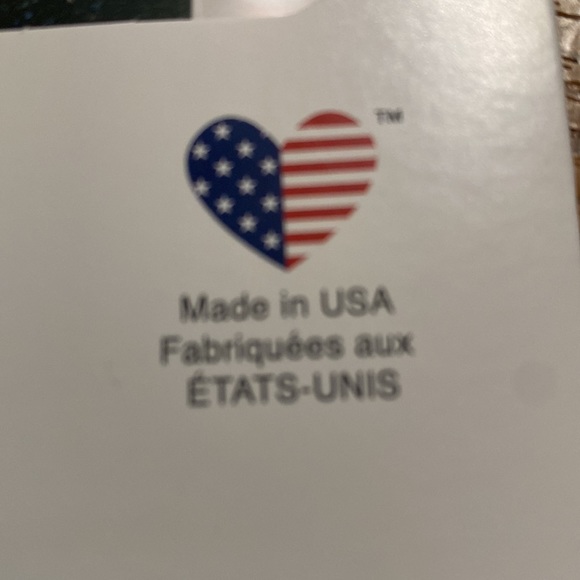 TM
Made in USA
Fabriquées aux
ÉTATS-UNIS